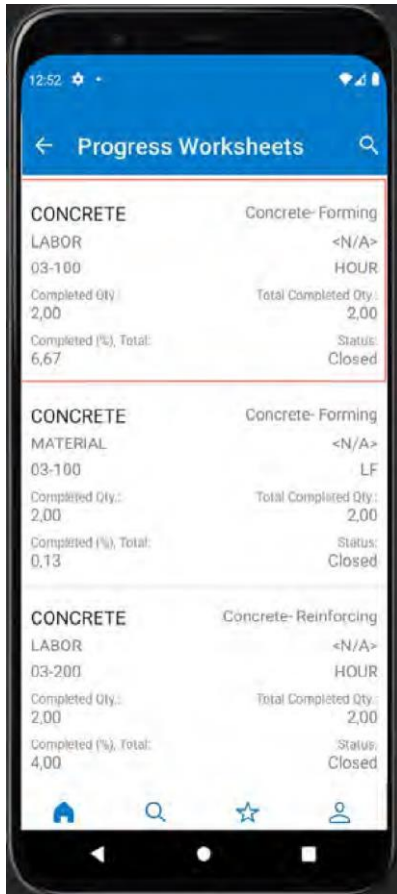 12:52
Progress Worksheets
CONCRETE Concrete- Forming
LABOR <N/A>
03-100 HOUR
Completed Qty.: Total Completed Qty.:
2,00 2,00
Completed (%), Total: Status:
6,67 Closed
CONCRETE Concrete- Forming
MATERIAL <N/A>
03-100 LF
Completed Qty.: Total Completed Qty.:
2,00 2,00
Completed (%), Total: Status:
0,13 Closed
CONCRETE Concrete- Reinforcing
LABOR <N/A>
03-200 HOUR
Completed Qty.: Total Completed Qty.:
2,00 2,00
Completed (%), Total: Status:
4,00 Closed